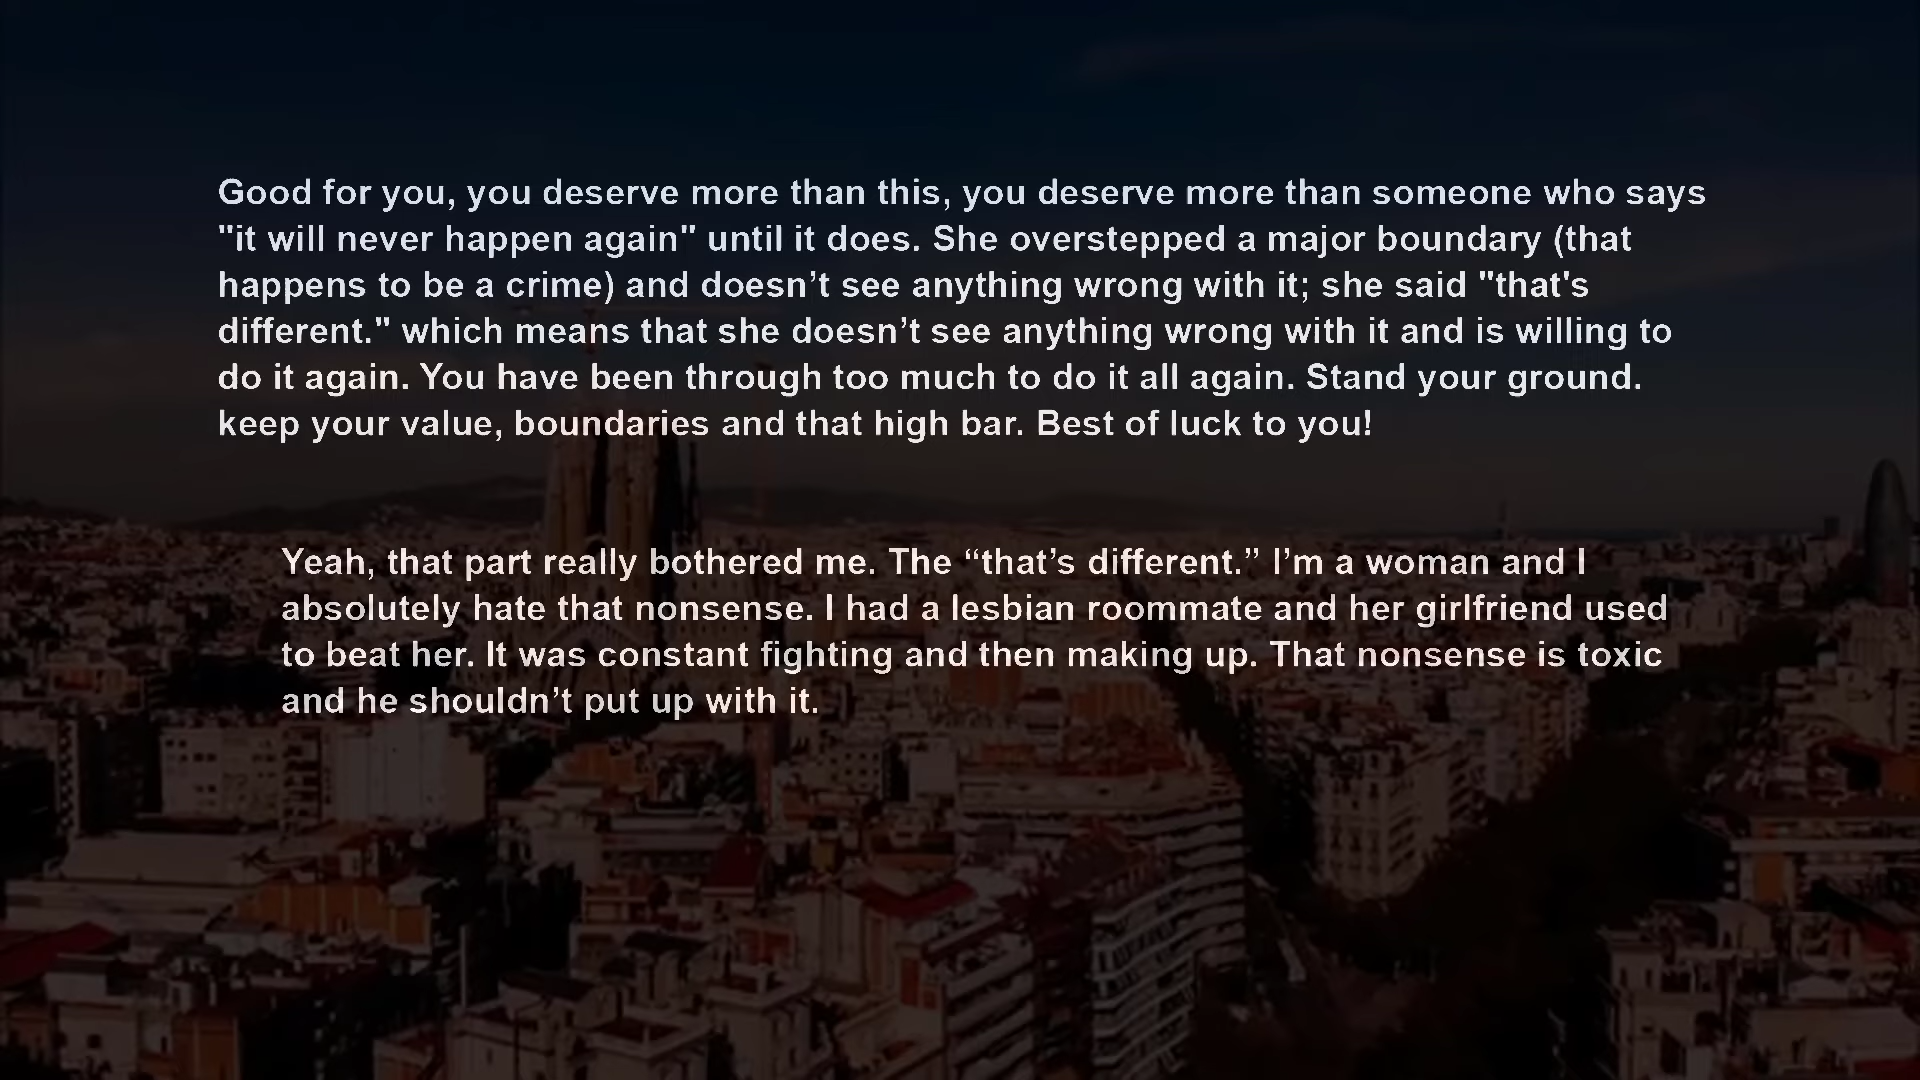 Good for you, you deserve more than this, you deserve more than someone who says
"it will never happen again" until it does. She overstepped a major boundary (that
happens to be a crime) and doesn’t see anything wrong with it; she said "that's
different." which means that she doesn’t see anything wrong with it and is willing to
do it again. You have been through too much to do it all again. Stand your ground.
keep your value, boundaries and that high bar. Best of luck to you!
Yeah, that part really bothered me. The “that’s different.” I’m a woman and I
absolutely hate that nonsense. I had a lesbian roommate and her girlfriend used
to beat her. It was constant fighting and then making up. That nonsense is toxic
and he shouldn’t put up with it.